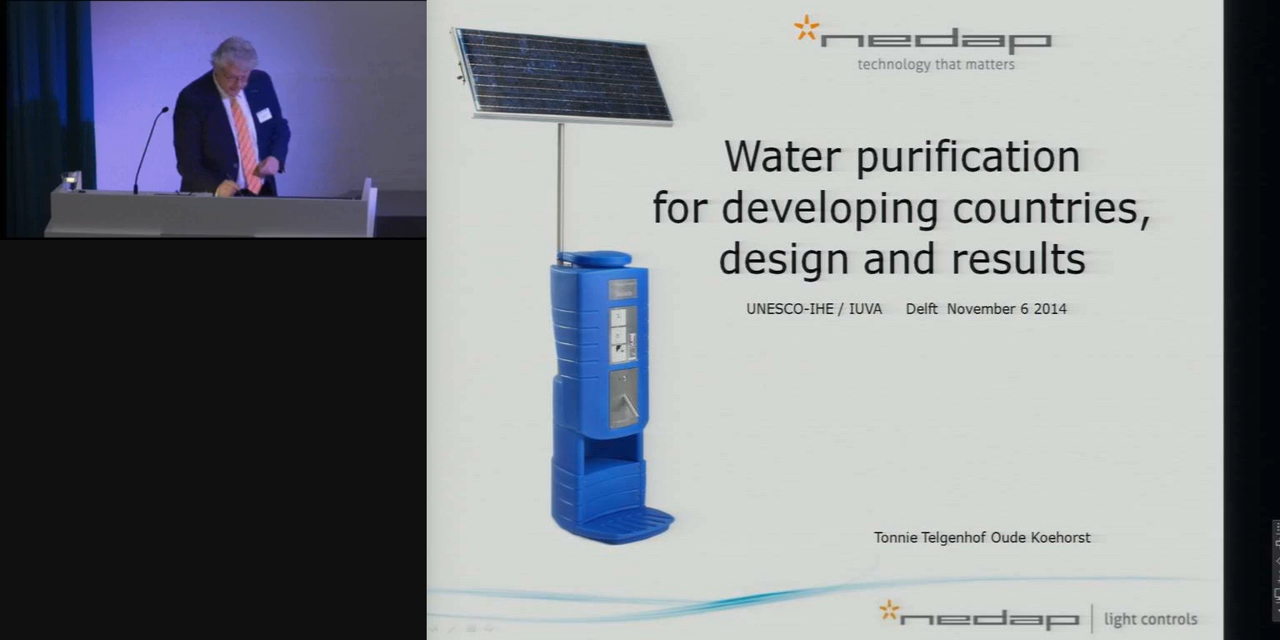 nedap
technology that matters
Water purification
for developing countries,
design and results
UNESCO-IHE / IUVA Delft November 6 2014
Tonnie Telgenhof Oude Koehorst
nedap light controls